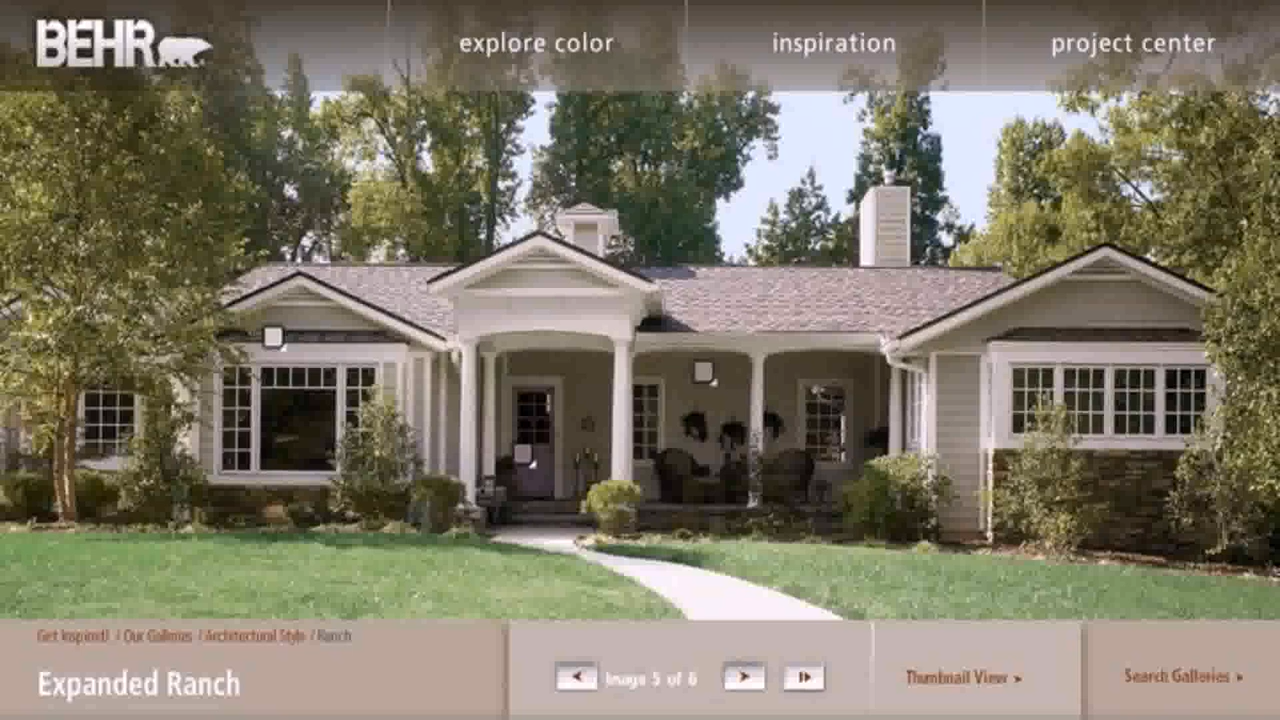 BEHR
explore color
inspiration
project center
Get Inspired! / Our Galleries / Architectural Style / Ranch
Expanded Ranch
Image 5 of 6
Thumbnail View
Search Galleries